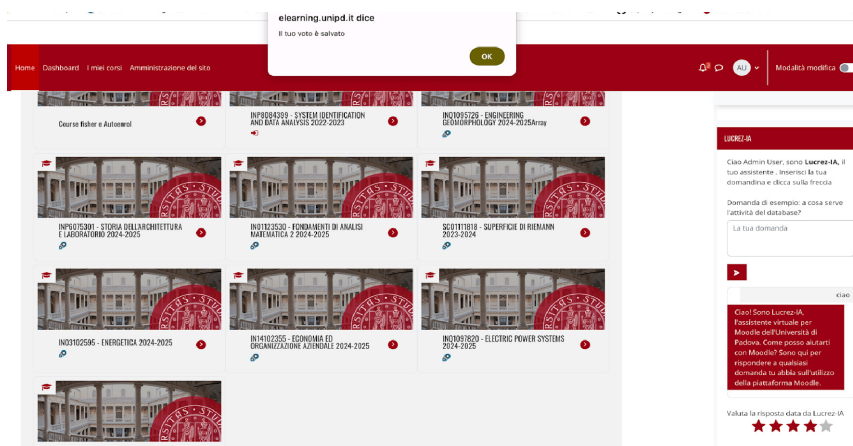 elearning.unipd.it dice
Il tuo voto è salvato
OK
Home Dashboard I miei corsi Amministrazione del sito
2
AU
Modalità modifica
Course fisher e Autoenrol
INP8084399 - SYSTEM IDENTIFICATION
AND DATA ANALYSIS 2022-2023
INQ1095726 - ENGINEERING
GEOMORPHOLOGY 2024-2025Array
INP6075301 - STORIA DELL'ARCHITETTURA
E LABORATORIO 2024-2025
IN01123530 - FONDAMENTI DI ANALISI
MATEMATICA 2 2024-2025
SC01111818 - SUPERFICIE DI RIEMANN
2023-2024
IN03102595 - ENERGETICA 2024-2025
IN14102355 - ECONOMIA ED
ORGANIZZAZIONE AZIENDALE 2024-2025
INQ1097820 - ELECTRIC POWER SYSTEMS
2024-2025
LUCREZ-IA
Ciao Admin User, sono Lucrez-IA, il
tuo assistente . Inserisci la tua
domandina e clicca sulla freccia
Domanda di esempio: a cosa serve
l'attività del database?
La tua domanda
ciao
Ciao! Sono Lucrez-IA,
l'assistente virtuale per
Moodle dell'Università di
Padova. Come posso aiutarti
con Moodle? Sono qui per
rispondere a qualsiasi
domanda tu abbia sull'utilizzo
della piattaforma Moodle.
Valuta la risposta data da Lucrez-IA